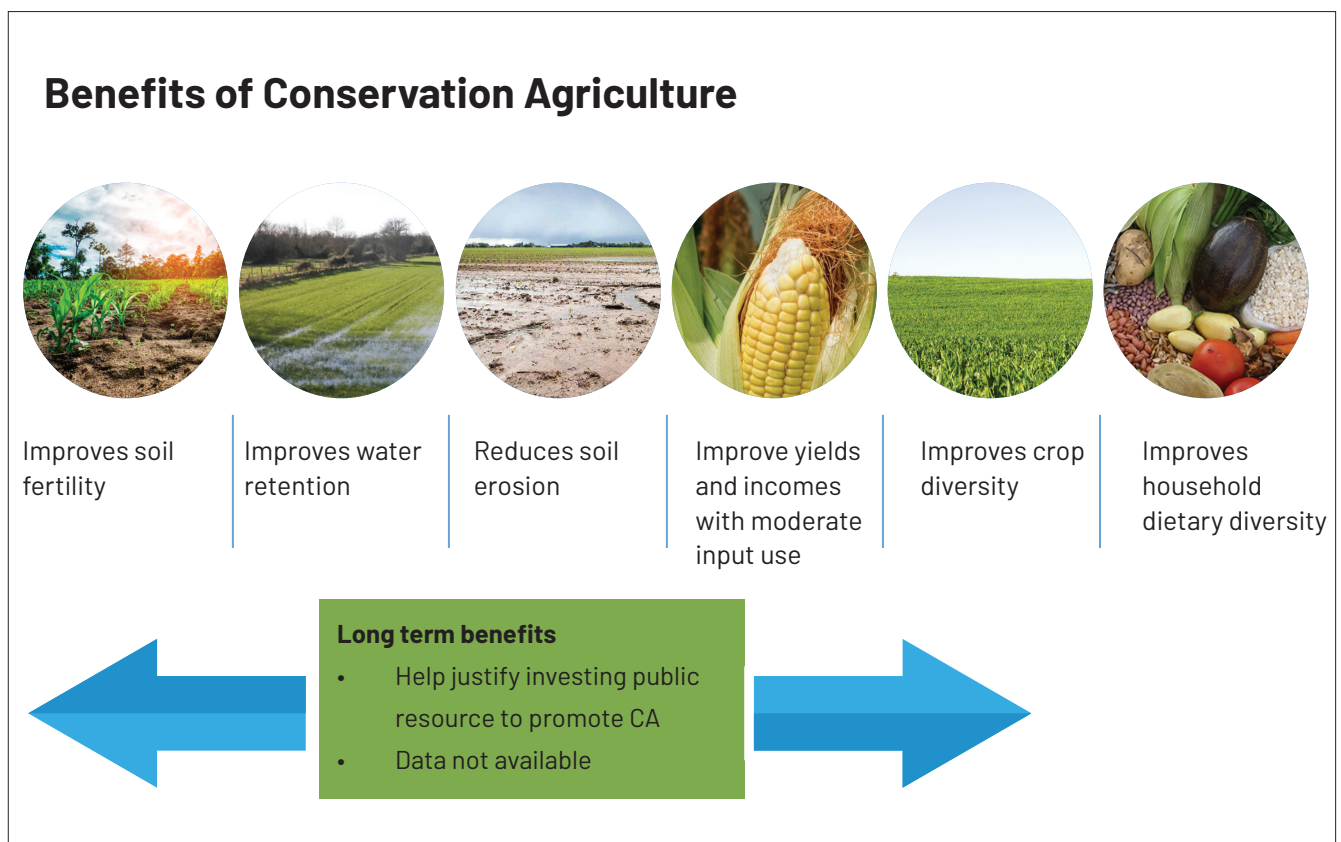 Benefits of Conservation Agriculture
Improves soil
fertility
Improves water
retention
Reduces soil
erosion
Improve yields
and incomes
with moderate
input use
Improves crop
diversity
Improves
household
dietary diversity
Long term benefits
• Help justify investing public
resource to promote CA
• Data not available